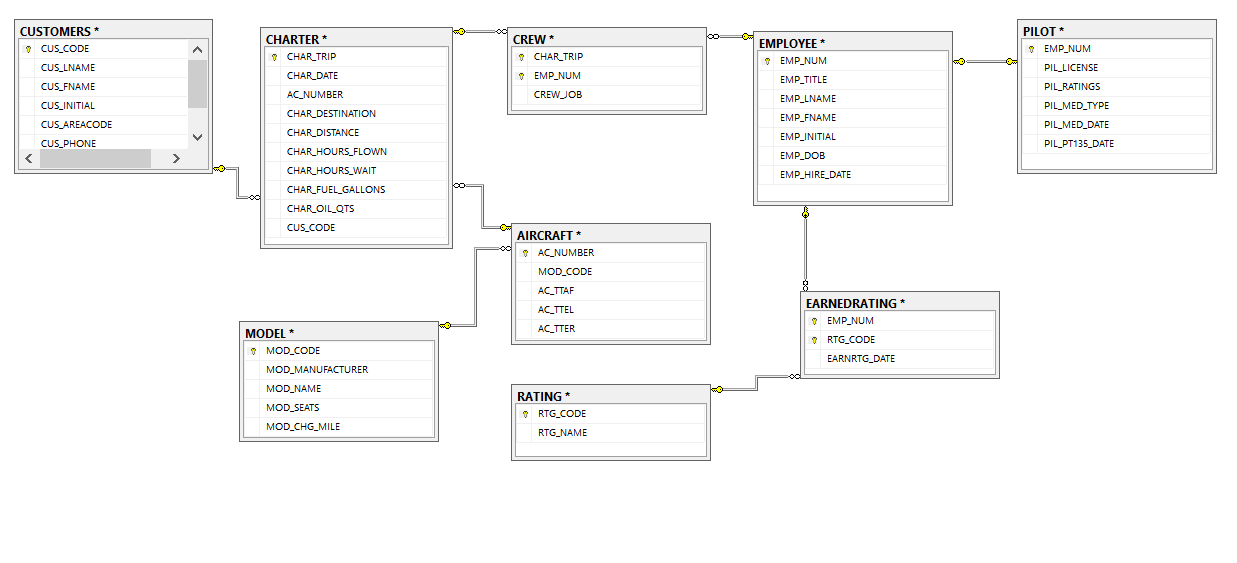 CUSTOMERS *
CUS_CODE
CUS_LNAME
CUS_FNAME
CUS_INITIAL
CUS_AREACODE
CUS_PHONE
CHARTER *
CHAR_TRIP
CHAR_DATE
AC_NUMBER
CHAR_DESTINATION
CHAR_DISTANCE
CHAR_HOURS_FLOWN
CHAR_HOURS_WAIT
CHAR_FUEL_GALLONS
CHAR_OIL_QTS
CUS_CODE
CREW *
CHAR_TRIP
EMP_NUM
CREW_JOB
EMPLOYEE *
EMP_NUM
EMP_TITLE
EMP_LNAME
EMP_FNAME
EMP_INITIAL
EMP_DOB
EMP_HIRE_DATE
PILOT *
EMP_NUM
PIL_LICENSE
PIL_RATINGS
PIL_MED_TYPE
PIL_MED_DATE
PIL_PT135_DATE
AIRCRAFT *
AC_NUMBER
MOD_CODE
AC_TTAF
AC_TTEL
AC_TTER
MODEL *
MOD_CODE
MOD_MANUFACTURER
MOD_NAME
MOD_SEATS
MOD_CHG_MILE
EARNEDRATING *
EMP_NUM
RTG_CODE
EARNRTG_DATE
RATING *
RTG_CODE
RTG_NAME